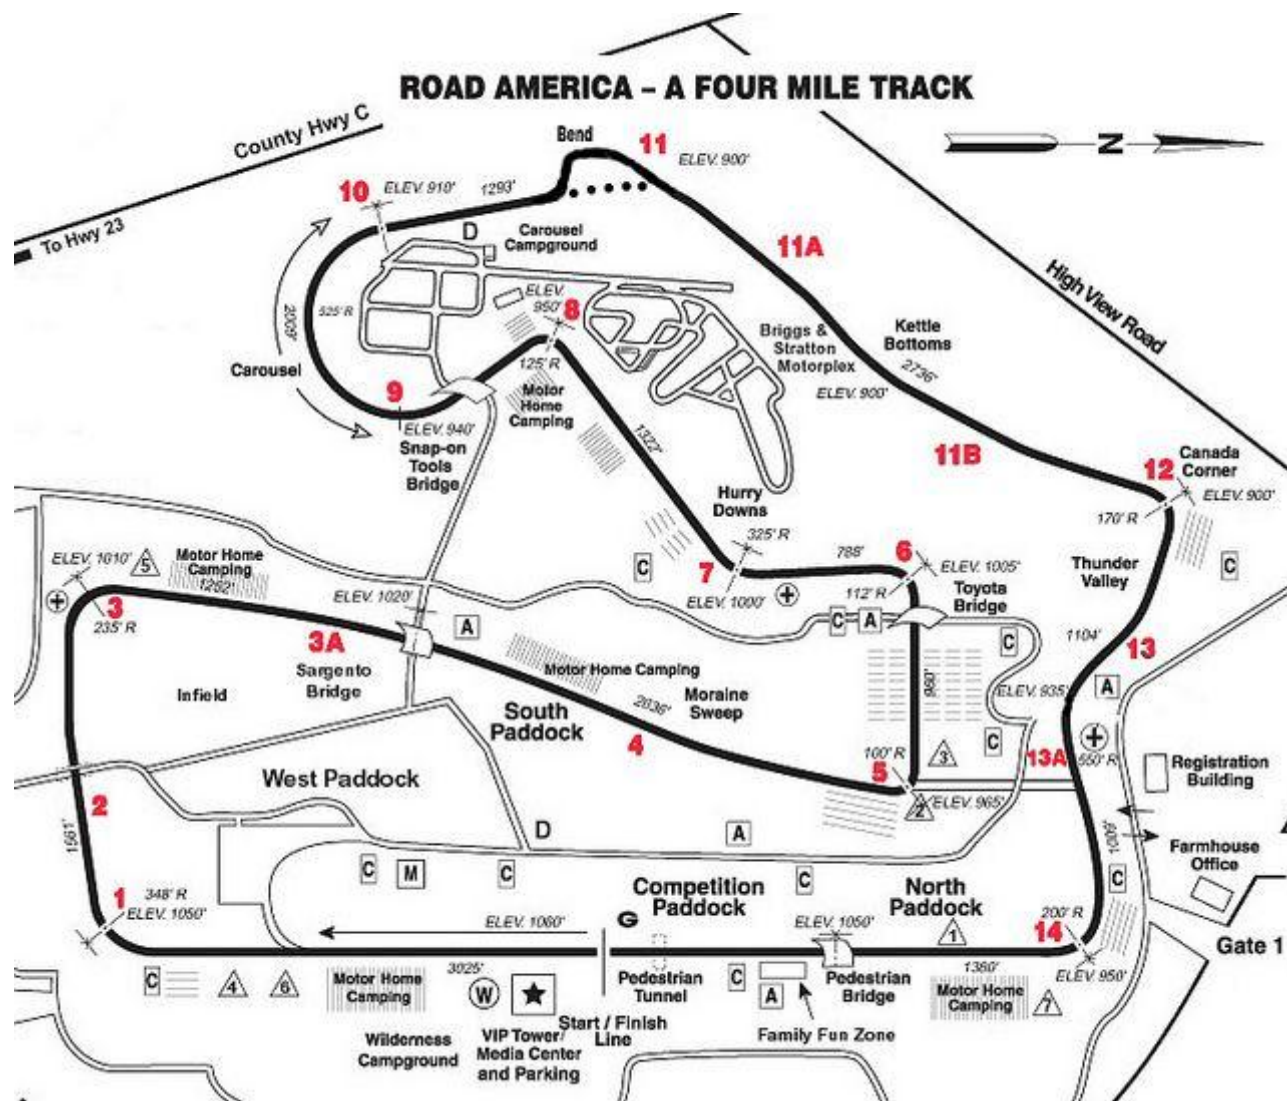 ROAD AMERICA – A FOUR MILE TRACK
County Hwy C
To Hwy 23
Bend
11
ELEV. 900'
N
10
ELEV. 910'
1293'
D
Carousel
Campground
11A
High View Road
2009'
525' R
ELEV.
950'
8
Briggs &
Stratton
Motorplex
Kettle
Bottoms
2736'
ELEV. 900'
Carousel
9
ELEV. 940'
125' R
Motor
Home
Camping
1322'
Snap-on
Tools
Bridge
11B
12
Canada
Corner
ELEV. 900'
170' R
Hurry
Downs
325' R
788'
6
ELEV. 1005'
112' R
Toyota
Bridge
Thunder
Valley
C
ELEV. 1010'
5
Motor Home
Camping
1262'
C
7
ELEV. 1000'
C
A
C
3
235' R
ELEV. 1020'
3A
A
1104'
13
Sargento
Bridge
Infield
Motor Home Camping
2036'
Moraine
Sweep
960'
ELEV. 935'
A
South
Paddock
4
C
100' R
5
3
13A
550' R
Registration
Building
West Paddock
2
ELEV. 965'
2
1561'
D
A
1009'
Farmhouse
Office
C
M
C
C
C
1
348' R
ELEV. 1050'
Competition
Paddock
North
Paddock
G
ELEV. 1060'
ELEV. 1050'
1
200' R
14
Gate 1
ELEV. 950'
C
4
6
Motor Home
Camping
3025'
W
Pedestrian
Tunnel
C
A
Pedestrian
Bridge
1360'
Motor Home
Camping
7
Wilderness
Campground
VIP Tower/
Media Center
and Parking
Start / Finish
Line
Family Fun Zone